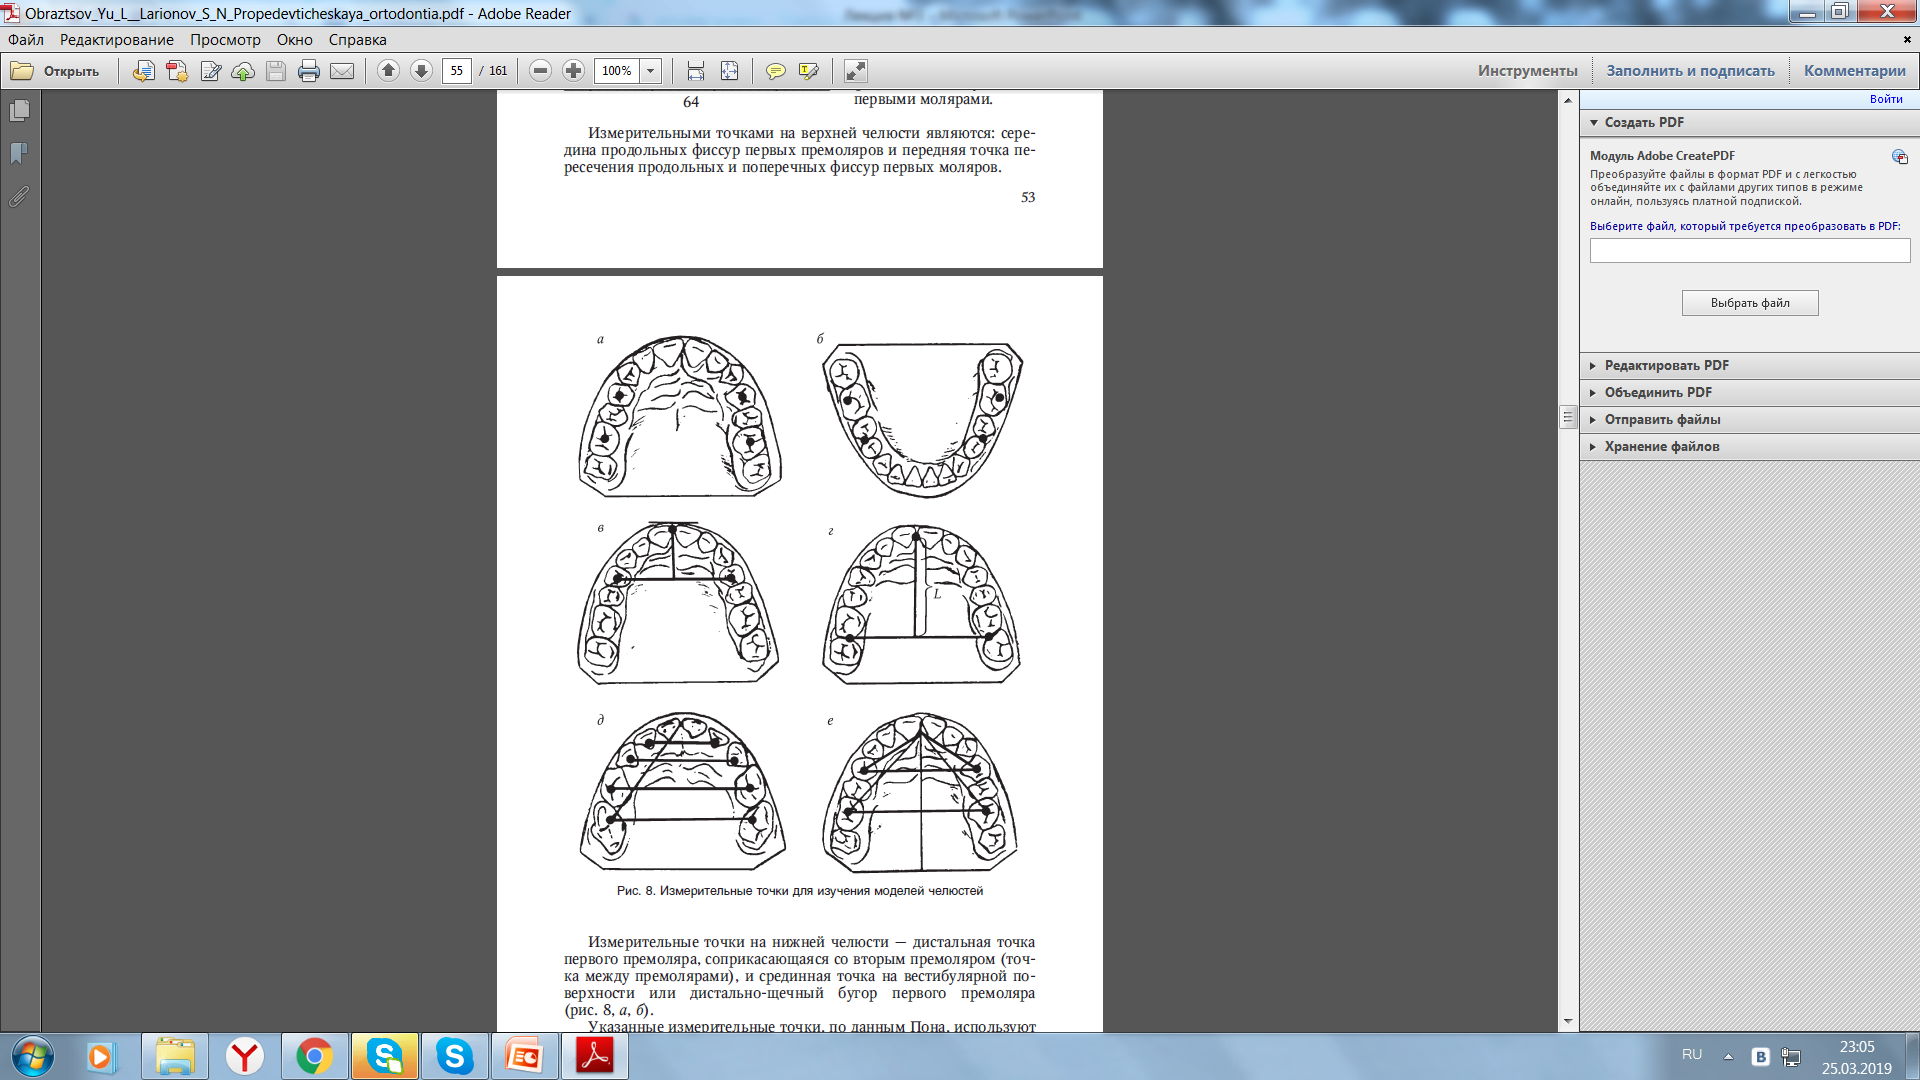 Obraztsov_Yu_L__Larionov_S_N_Propedevticheskaya_ortodontia.pdf - Adobe Reader
Файл Редактирование Просмотр Окно Справка
Открыть 55 / 161 100% Инструменты Заполнить и подписать Комментарии
64
первыми молярами.
Измерительными точками на верхней челюсти являются: сере-
дина продольных фиссур первых премоляров и передняя точка пе-
ресечения продольных и поперечных фиссур первых моляров.
53
а
б
в
г
L
д
е
Рис. 8. Измерительные точки для изучения моделей челюстей
Измерительные точки на нижней челюсти — дистальная точка
первого премоляра, соприкасающаяся со вторым премоляром (точ-
ка между премолярами), и срединная точка на вестибулярной по-
верхности или дистально-щечный бугор первого премоляра
(рис. 8, а, б).
Указанные измерительные точки, по данным Пона, используют
Войти
Создать PDF
Модуль Adobe CreatePDF
Преобразуйте файлы в формат PDF и с легкостью
объединяйте их с файлами других типов в режиме
онлайн, пользуясь платной подпиской.
Выберите файл, который требуется преобразовать в PDF:
Выбрать файл
Редактировать PDF
Объединить PDF
Отправить файлы
Хранение файлов
RU
23:05
25.03.2019